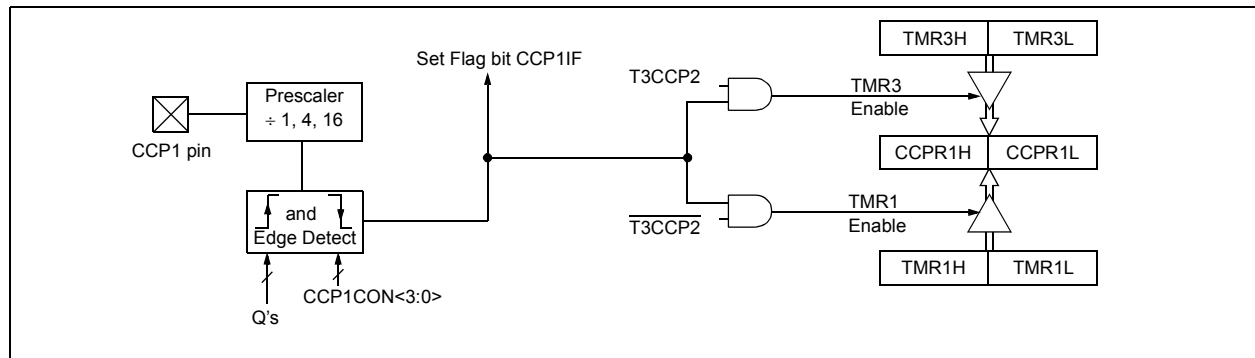 TMR3H TMR3L
Set Flag bit CCP1IF
T3CCP2
TMR3
Enable
Prescaler
÷ 1, 4, 16
CCP1 pin
CCPR1H CCPR1L
and
Edge Detect
TMR1
Enable
T3CCP2
TMR1H TMR1L
CCP1CON<3:0>
Q's